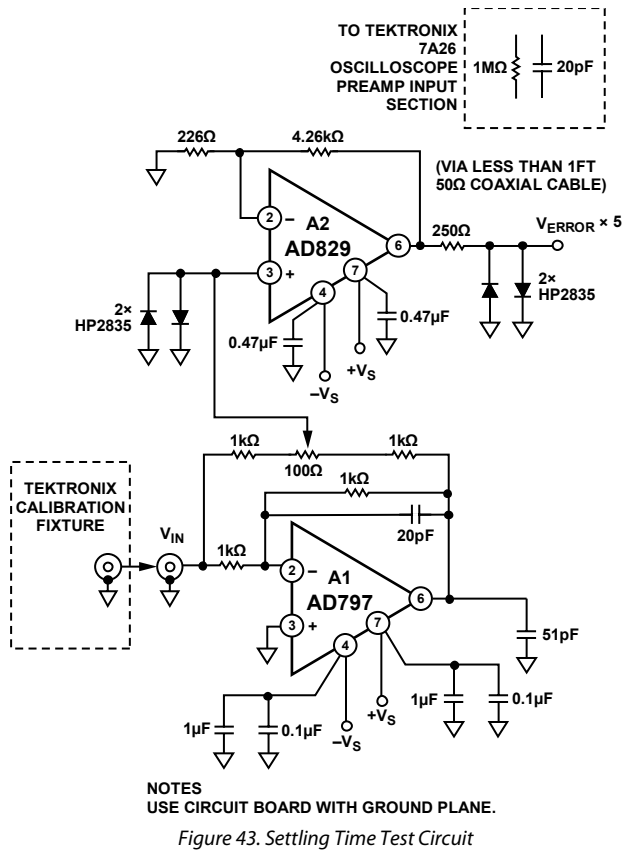 TO TEKTRONIX
7A26
OSCILLOSCOPE
PREAMP INPUT
SECTION
1MΩ
20pF
226Ω
4.26kΩ
(VIA LESS THAN 1FT
50Ω COAXIAL CABLE)
2
–
A2
AD829
6
250Ω
VERROR × 5
3
+
7
4
2×
HP2835
2×
HP2835
0.47µF
0.47µF
+VS
–VS
1kΩ
100Ω
1kΩ
TEKTRONIX
CALIBRATION
FIXTURE
1kΩ
20pF
VIN
1kΩ
2
–
A1
AD797
6
3
+
7
4
51pF
1µF
0.1µF
–VS
+VS
1µF
0.1µF
NOTES
USE CIRCUIT BOARD WITH GROUND PLANE.
Figure 43. Settling Time Test Circuit